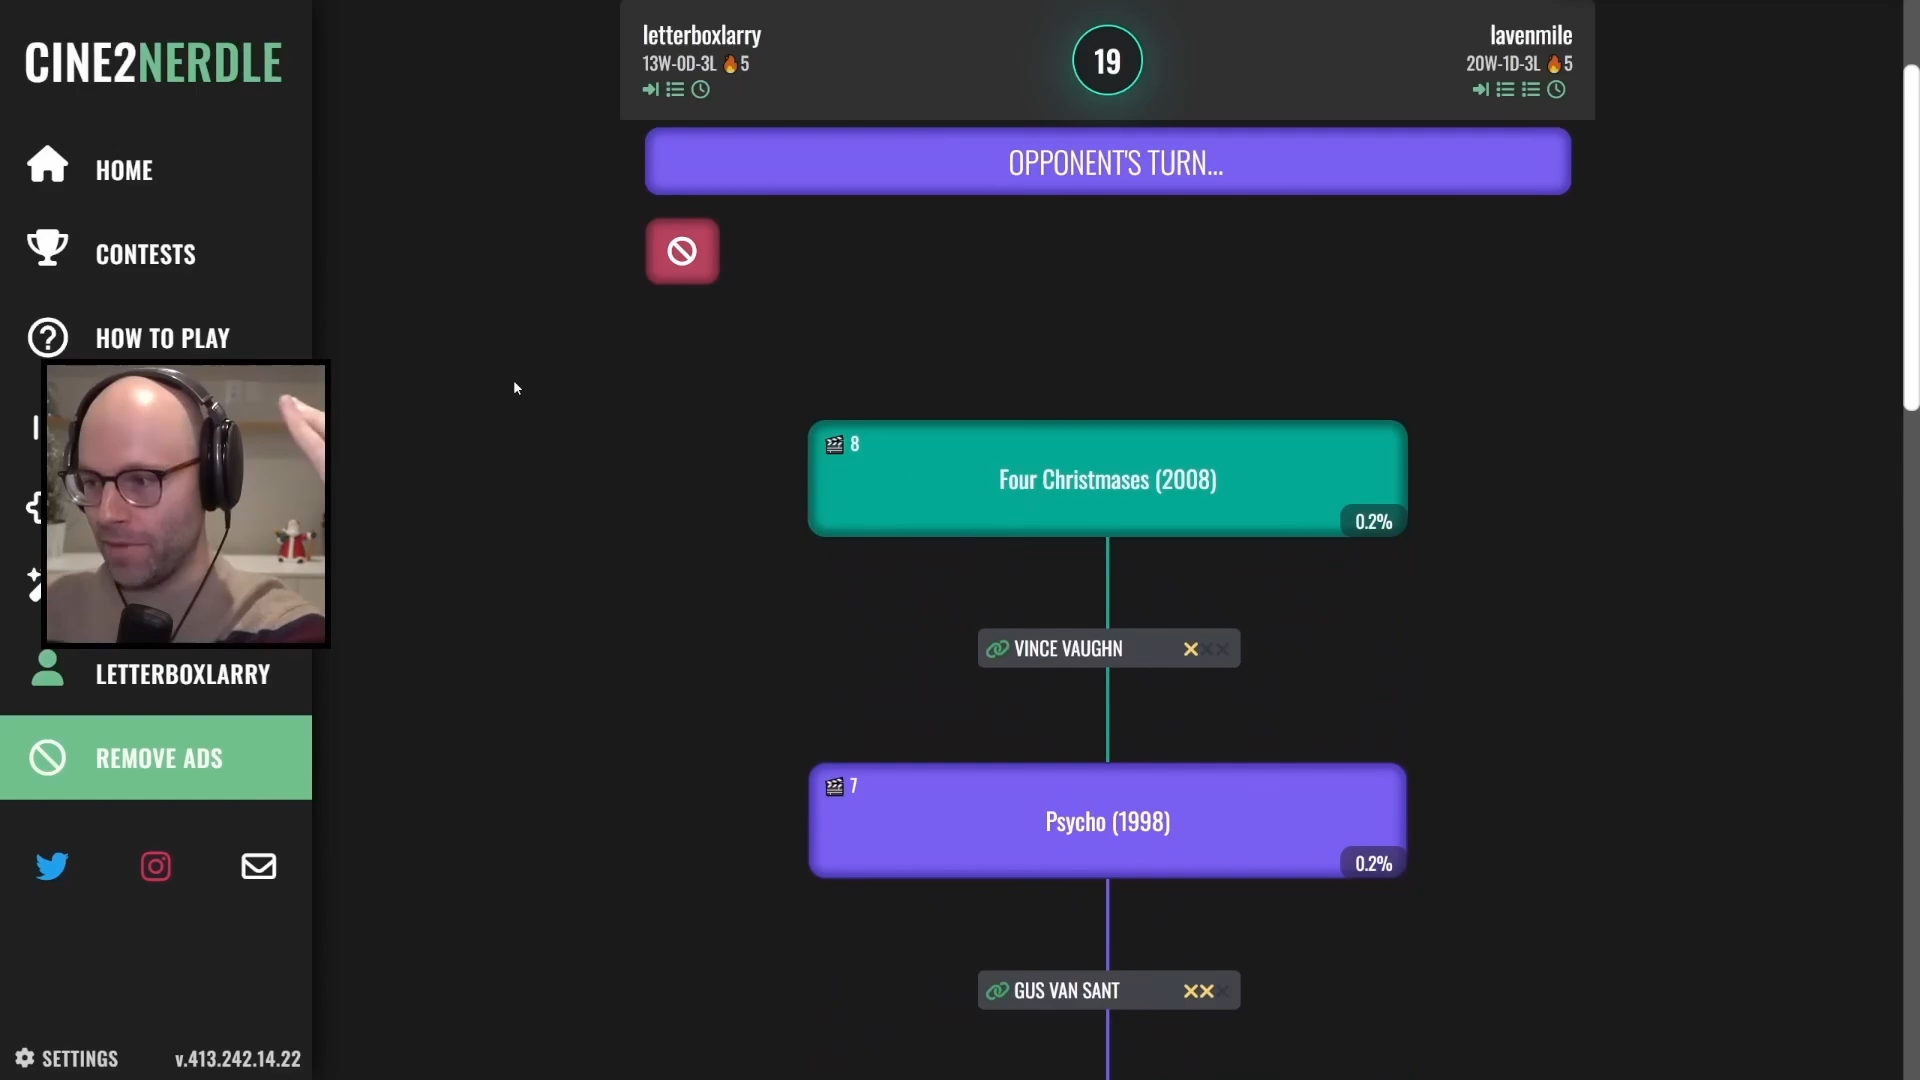 CINE2NERDLE
HOME
CONTESTS
HOW TO PLAY
LETTERBOXLARRY
REMOVE ADS
SETTINGS
v.413.242.14.22
letterboxlarry
13W-0D-3L 🔥5
19
lavenmile
20W-1D-3L 🔥5
OPPONENT'S TURN...
8
Four Christmases (2008)
0.2%
VINCE VAUGHN
7
Psycho (1998)
0.2%
GUS VAN SANT